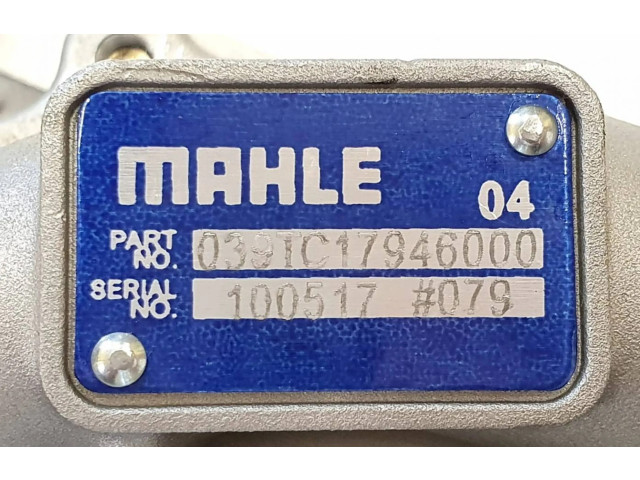 MAHLE
04
PART NO. 039TC17946000
SERIAL NO. 100517 #079